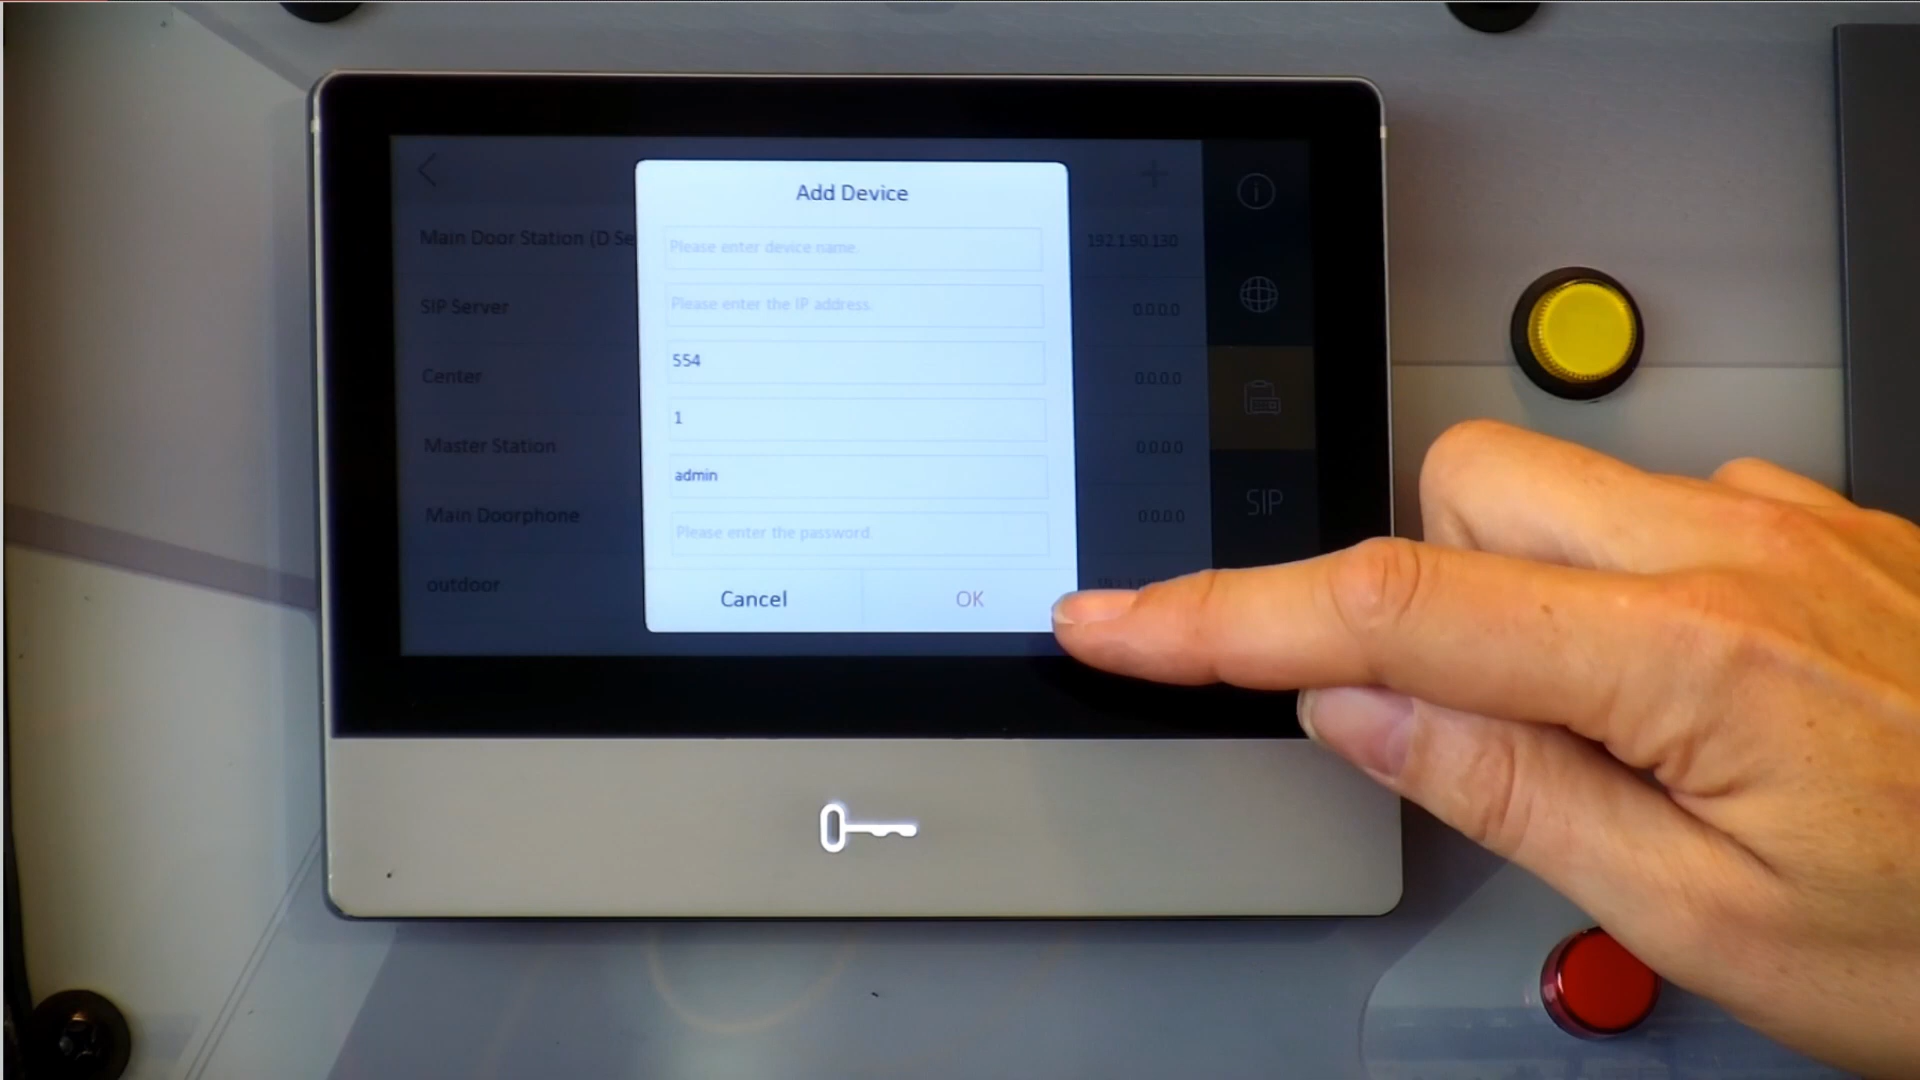 Add Device
Please enter device name.
Please enter the IP address.
554
1
admin
Please enter the password
Cancel
OK
Main Door Station (D Se
192.1.90.130
SIP Server
0.0.0.0
Center
0.0.0.0
Master Station
0.0.0.0
Main Doorphone
0.0.0.0
outdoor
SIP